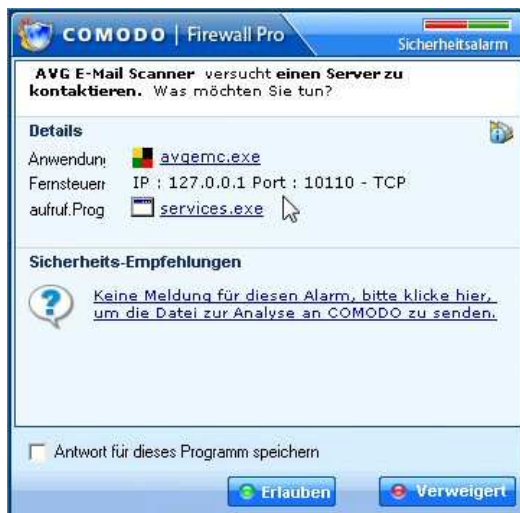 COMODO | Firewall Pro
Sicherheitsalarm
AVG E-Mail Scanner versucht einen Server zu
kontaktieren. Was möchten Sie tun?
Details
Anwendun avgemc.exe
Fernsteuerr IP : 127.0.0.1 Port : 10110 - TCP
aufruf.Prog services.exe
Sicherheits-Empfehlungen
Keine Meldung für diesen Alarm, bitte klicke hier,
um die Datei zur Analyse an COMODO zu senden.
Antwort für dieses Programm speichern
Erlauben Verweigert